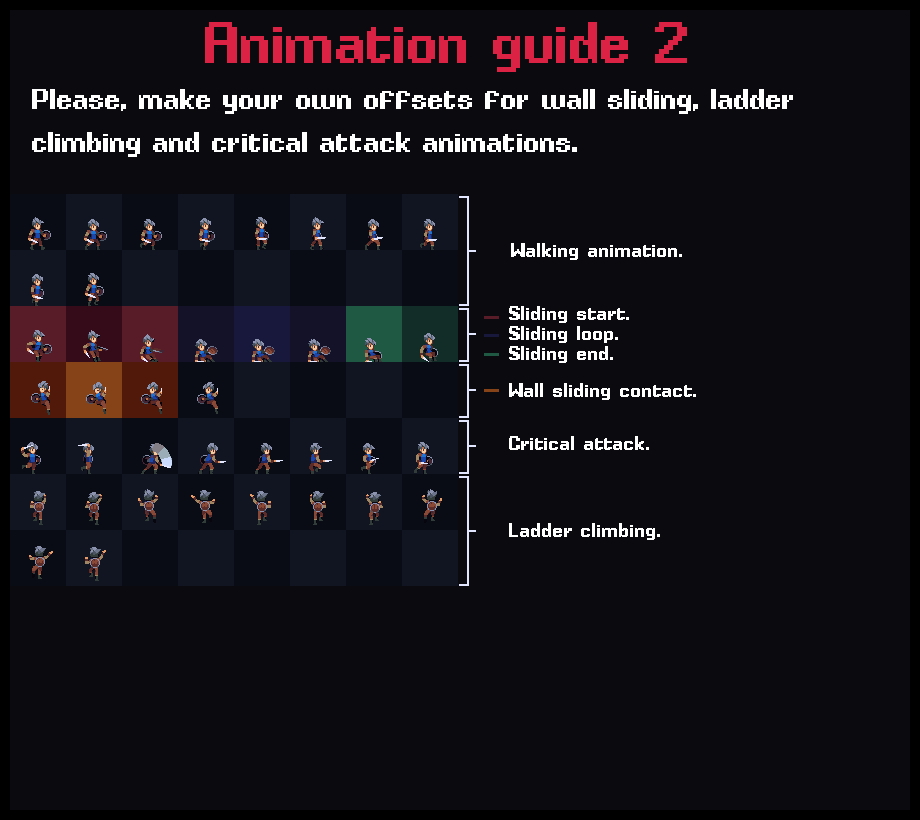 Animation guide 2
Please, make your own offsets for wall sliding, ladder
climbing and critical attack animations.
Walking animation.
Sliding start.
Sliding loop.
Sliding end.
Wall sliding contact.
Critical attack.
Ladder climbing.